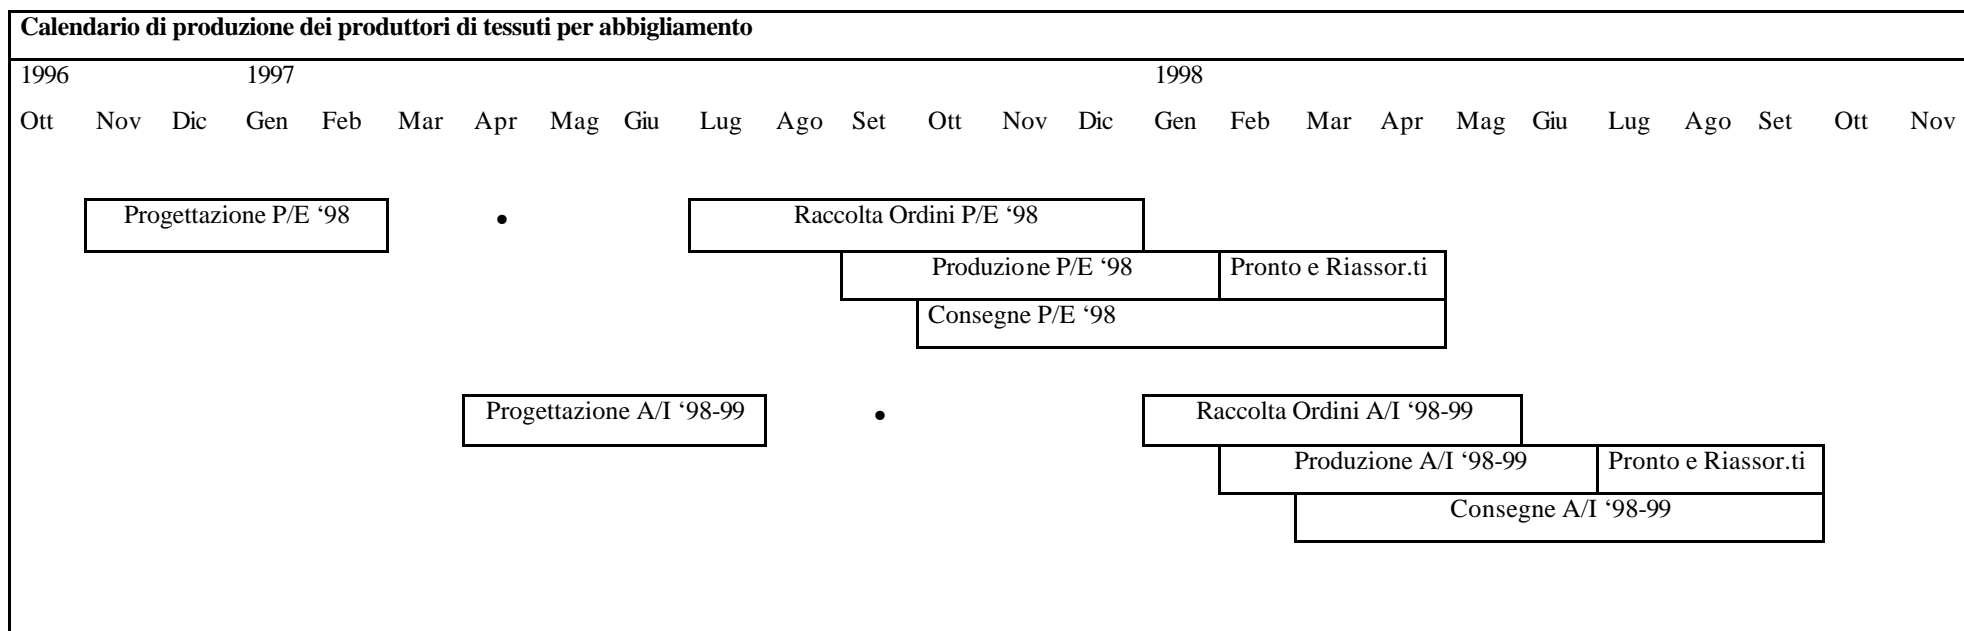 Calendario di produzione dei produttori di tessuti per abbigliamento
1996 1997 1998
Ott Nov Dic Gen Feb Mar Apr Mag Giu Lug Ago Set Ott Nov Dic Gen Feb Mar Apr Mag Giu Lug Ago Set Ott Nov
Progettazione P/E ‘98 • Raccolta Ordini P/E ‘98
Produzione P/E ‘98 Pronto e Riassor.ti
Consegne P/E ‘98
Progettazione A/I ‘98-99 • Raccolta Ordini A/I ‘98-99
Produzione A/I ‘98-99 Pronto e Riassor.ti
Consegne A/I ‘98-99